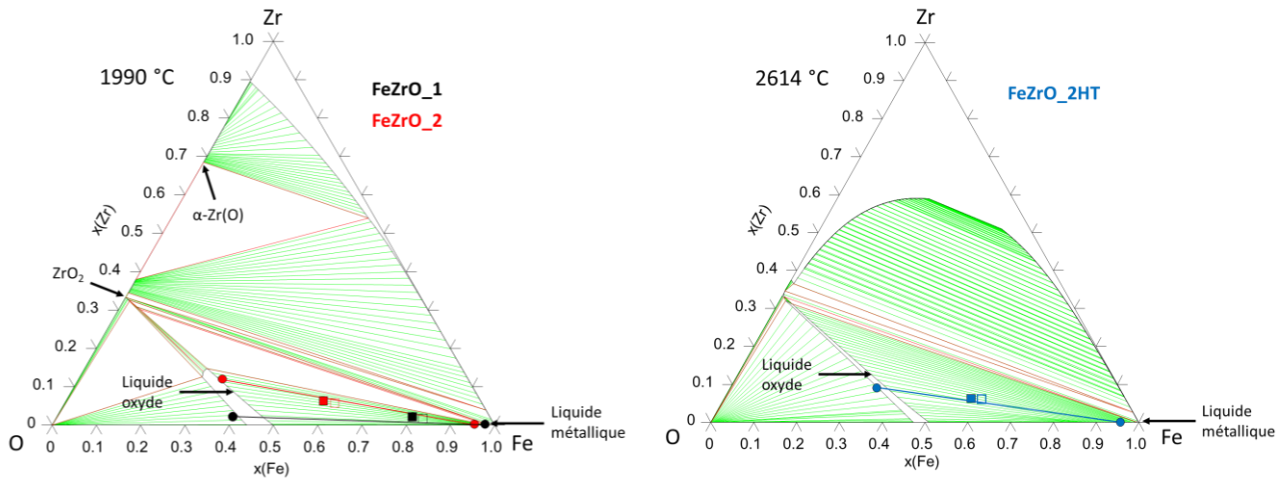 Zr
1.0
1990 °C
0.9
FeZrO_1
FeZrO_2
0.8
0.7
0.6
α-Zr(O)
x(Zr)
0.5
0.4
ZrO₂
0.3
0.2
Liquide
oxyde
0.1
0
O
Fe
Liquide
métallique
0 0.1 0.2 0.3 0.4 0.5 0.6 0.7 0.8 0.9 1.0
x(Fe)
Zr
1.0
2614 °C
0.9
FeZrO_2HT
0.8
0.7
0.6
x(Zr)
0.5
0.4
0.3
0.2
Liquide
oxyde
0.1
0
O
Fe
Liquide
métallique
0 0.1 0.2 0.3 0.4 0.5 0.6 0.7 0.8 0.9 1.0
x(Fe)